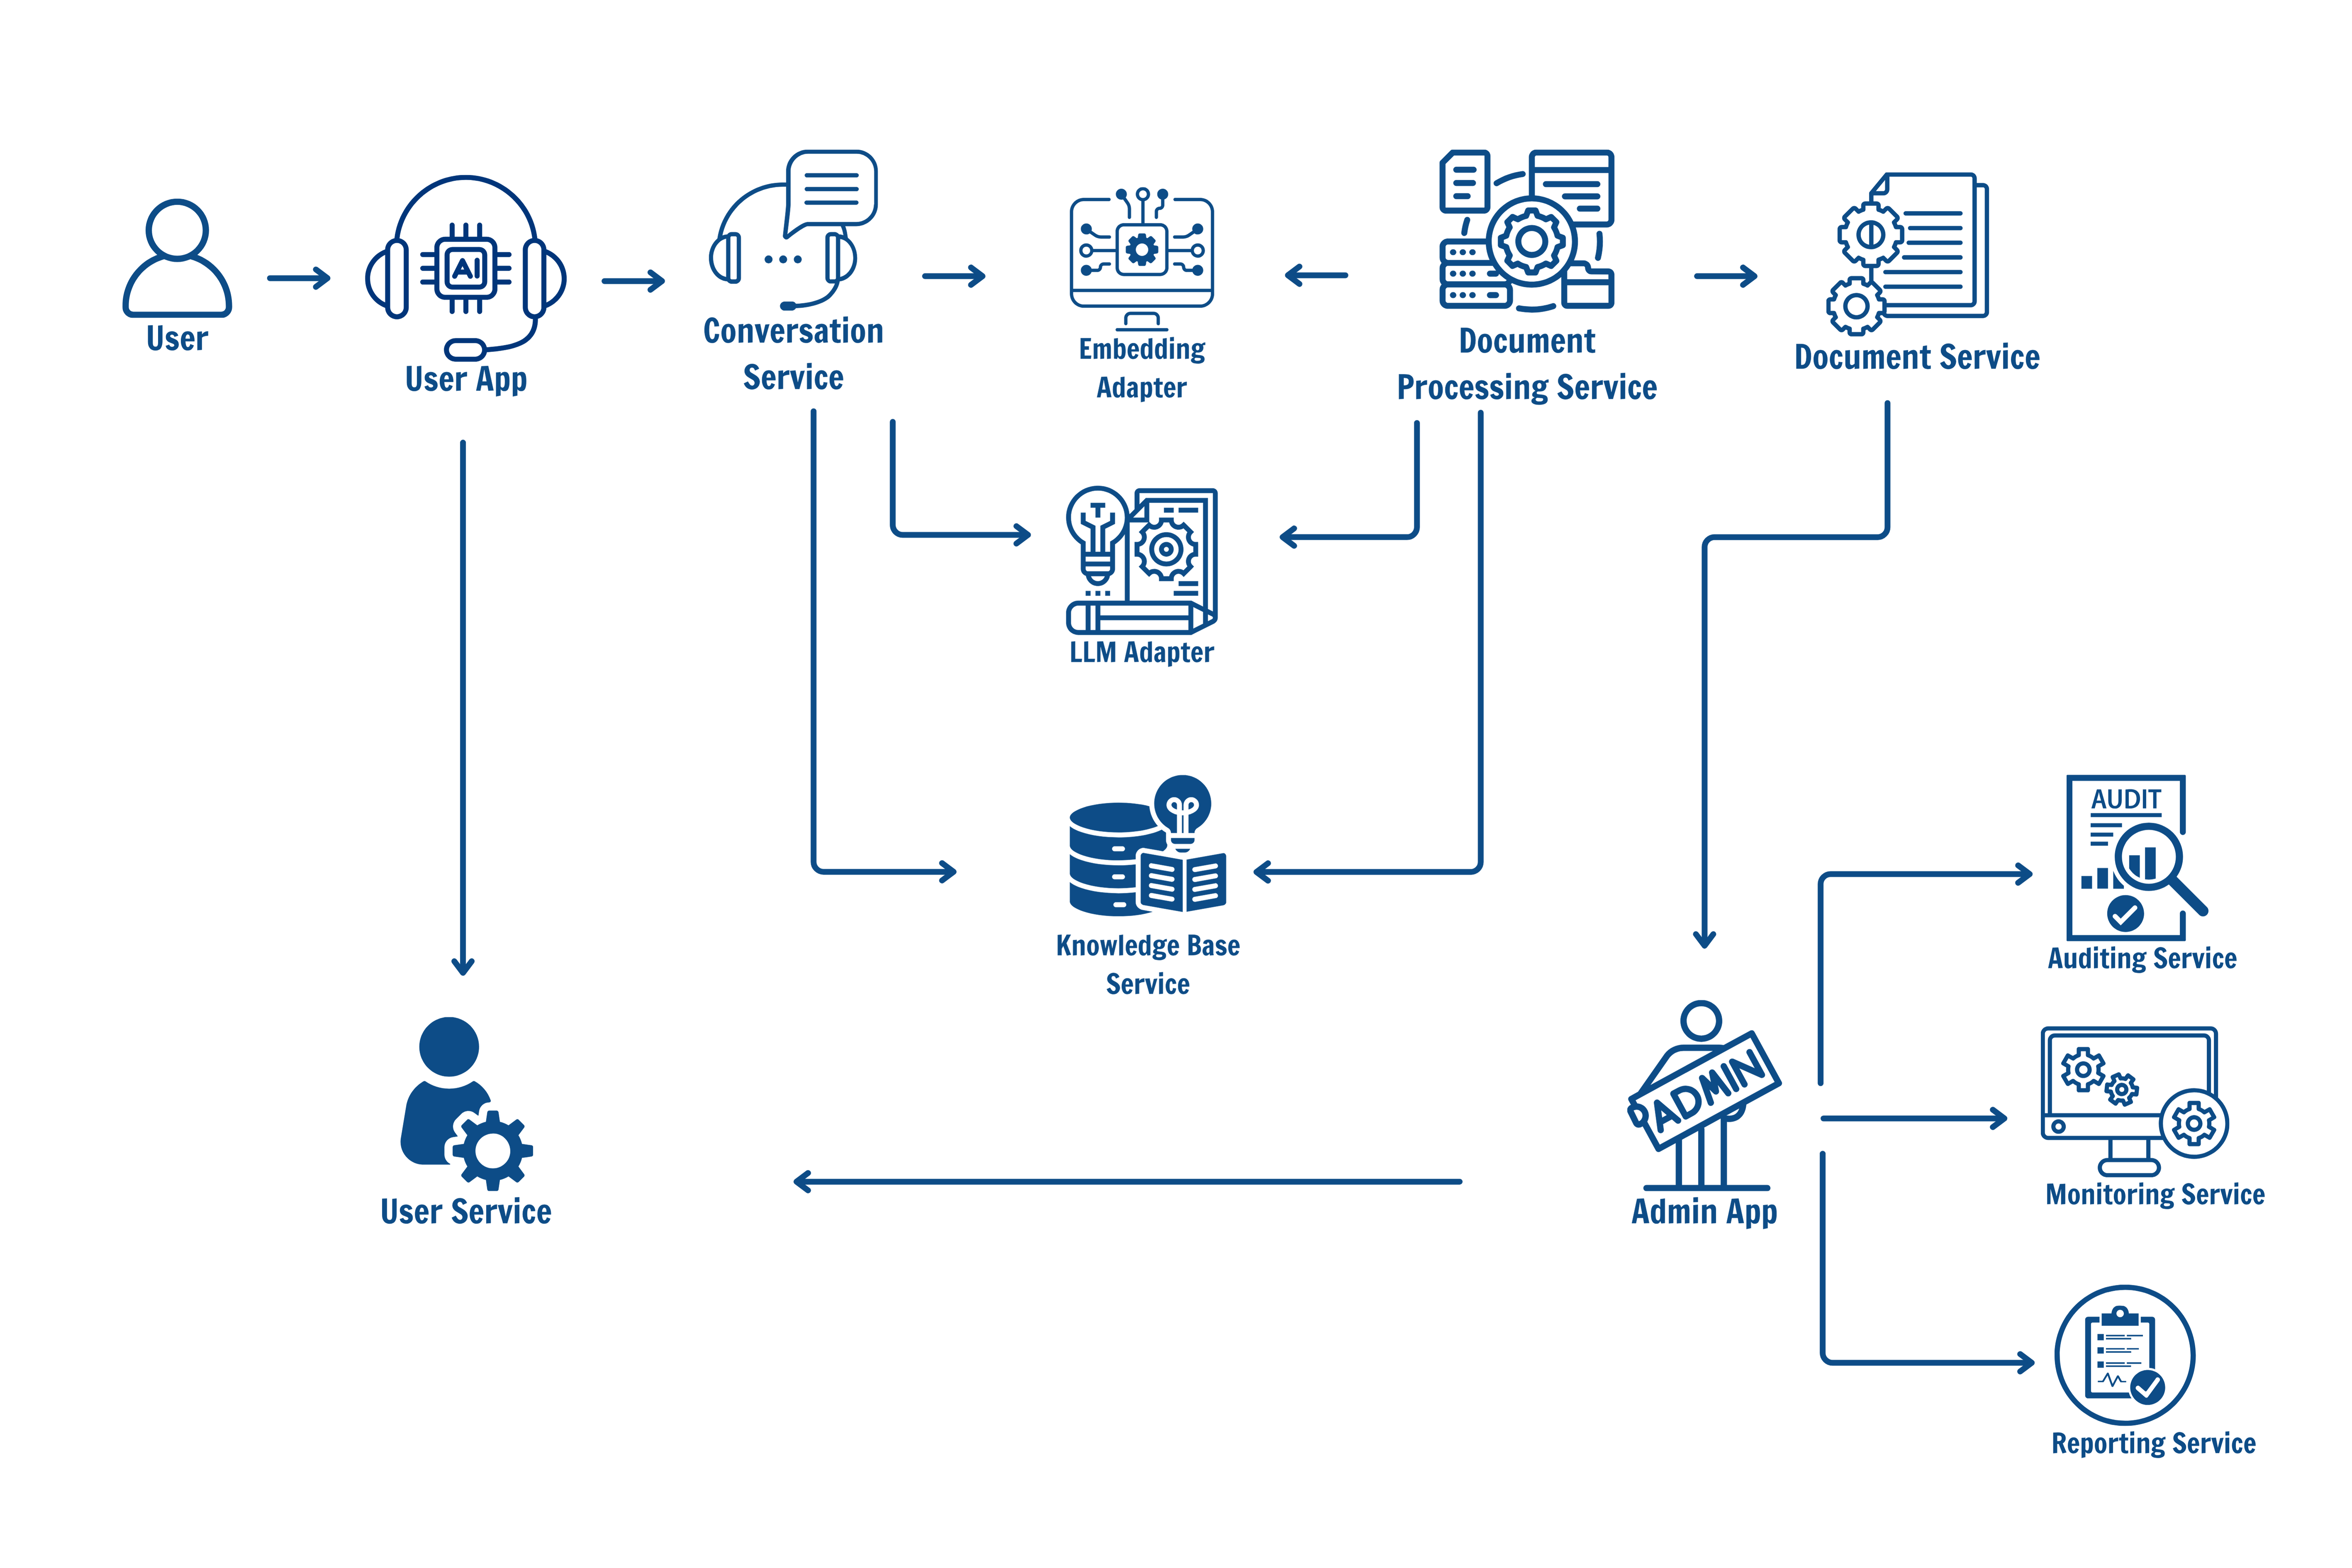 User
AI
User App
Conversation
Service
Embedding
Adapter
Document
Processing Service
Document Service
LLM Adapter
Knowledge Base
Service
AUDIT
Auditing Service
User Service
ADMIN
Admin App
Monitoring Service
Reporting Service